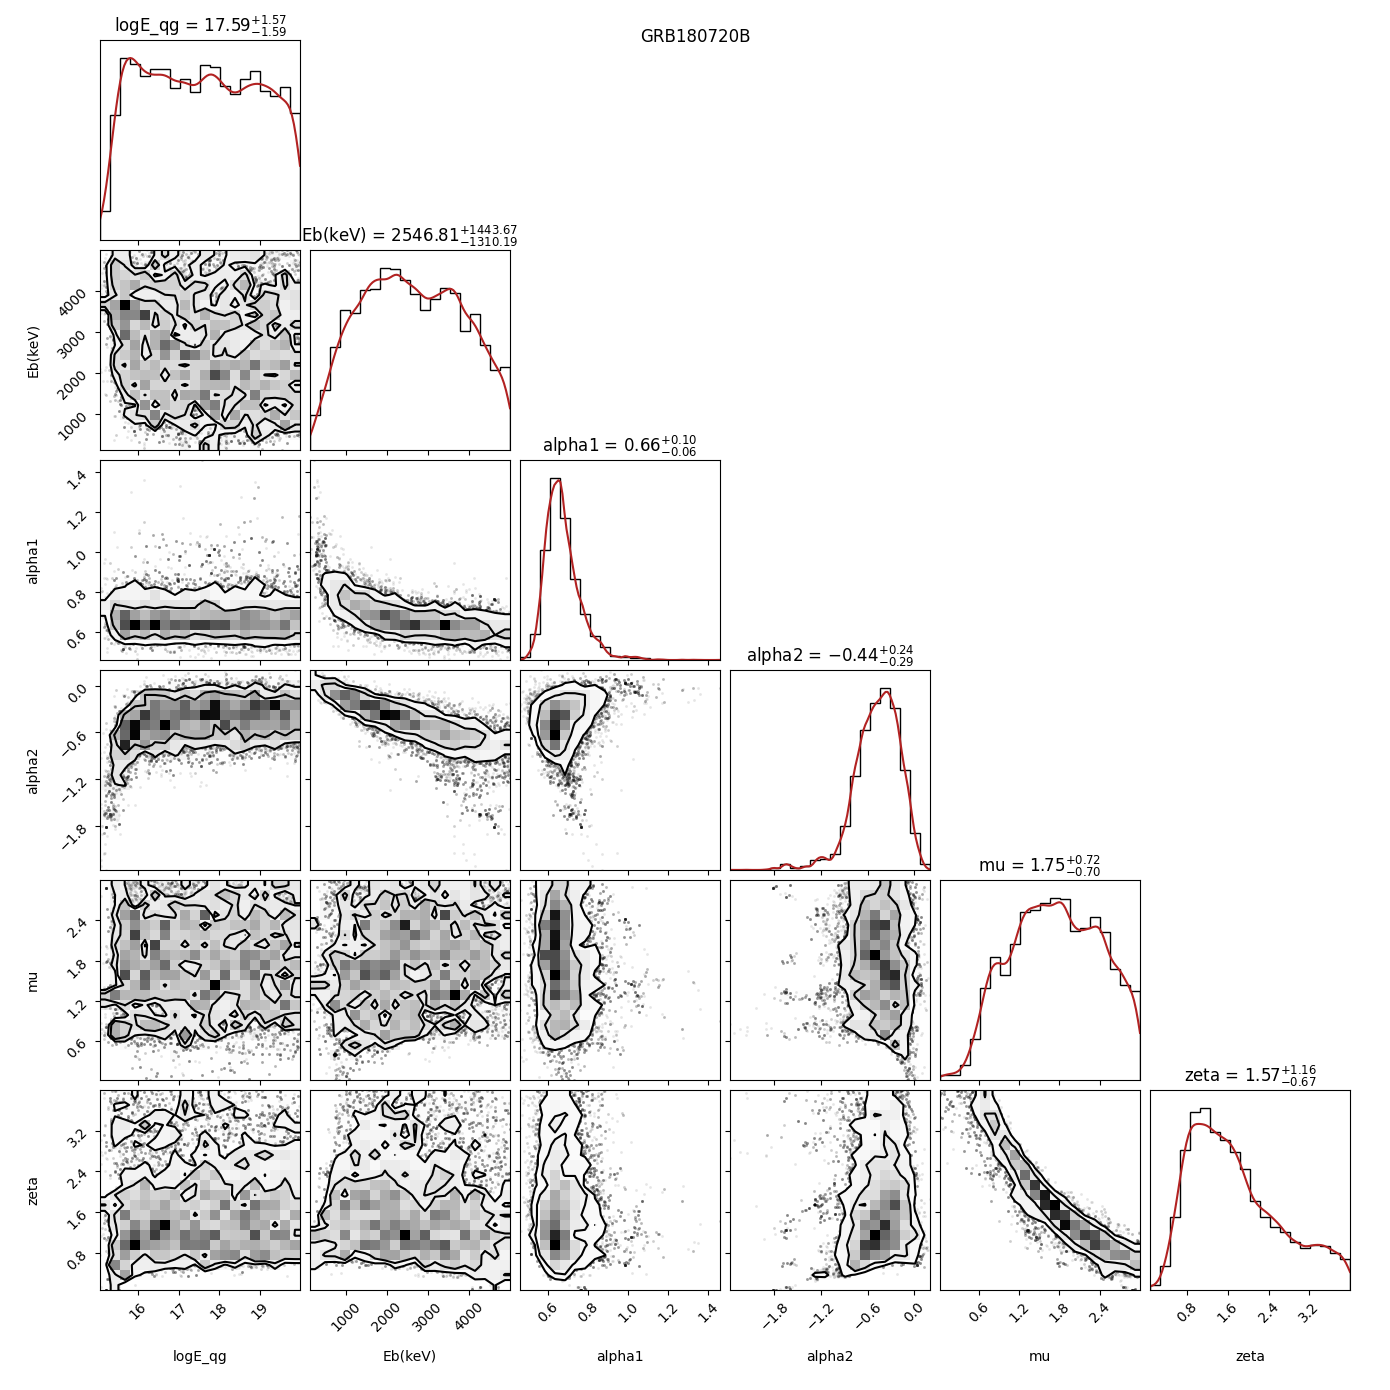 GRB180720B
logE_qg = 17.59+1.57 −1.59
Eb(keV) = 2546.81+1443.67 −1310.19
4000
3000
2000
1000
Eb(keV)
alpha1 = 0.66+0.10 −0.06
1.4
1.2
1.0
0.8
0.6
alpha1
alpha2 = −0.44+0.24 −0.29
0.0
−0.6
−1.2
−1.8
alpha2
mu = 1.75+0.72 −0.70
2.4
1.8
1.2
0.6
mu
zeta = 1.57+1.16 −0.67
3.2
2.4
1.6
0.8
zeta
16 17 18 19
logE_qg
1000 2000 3000 4000
Eb(keV)
0.6 0.8 1.0 1.2 1.4
alpha1
−1.8 −1.2 −0.6 0.0
alpha2
0.6 1.2 1.8 2.4
mu
0.8 1.6 2.4 3.2
zeta